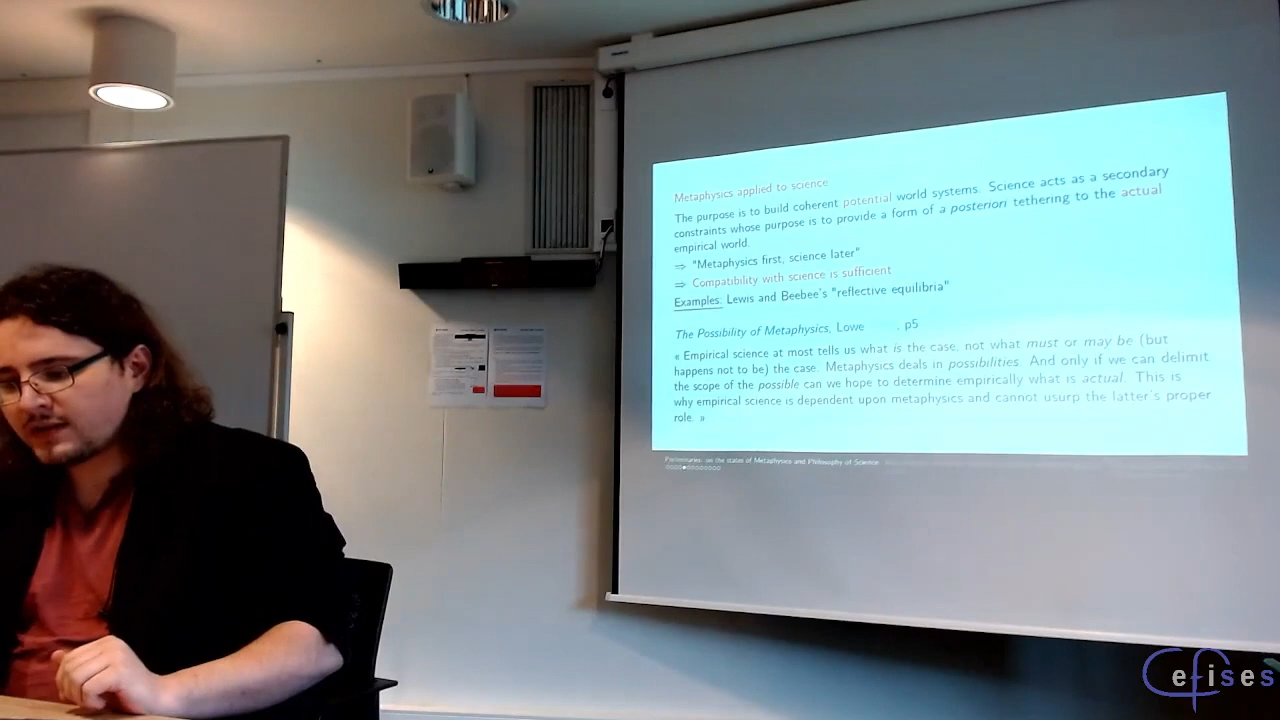 Metaphysics applied to science
The purpose is to build coherent potential world systems. Science acts as a secondary
constraints whose purpose is to provide a form of a posteriori tethering to the actual
empirical world.
⇒ "Metaphysics first, science later"
⇒ Compatibility with science is sufficient
Examples: Lewis and Beebee's "reflective equilibria"
The Possibility of Metaphysics, Lowe , p5
« Empirical science at most tells us what is the case, not what must or may be (but
happens not to be) the case. Metaphysics deals in possibilities. And only if we can delimit
the scope of the possible can we hope to determine empirically what is actual. This is
why empirical science is dependent upon metaphysics and cannot usurp the latter's proper
role. »
on the states of Metaphysics and Philosophy of Science
Cefises